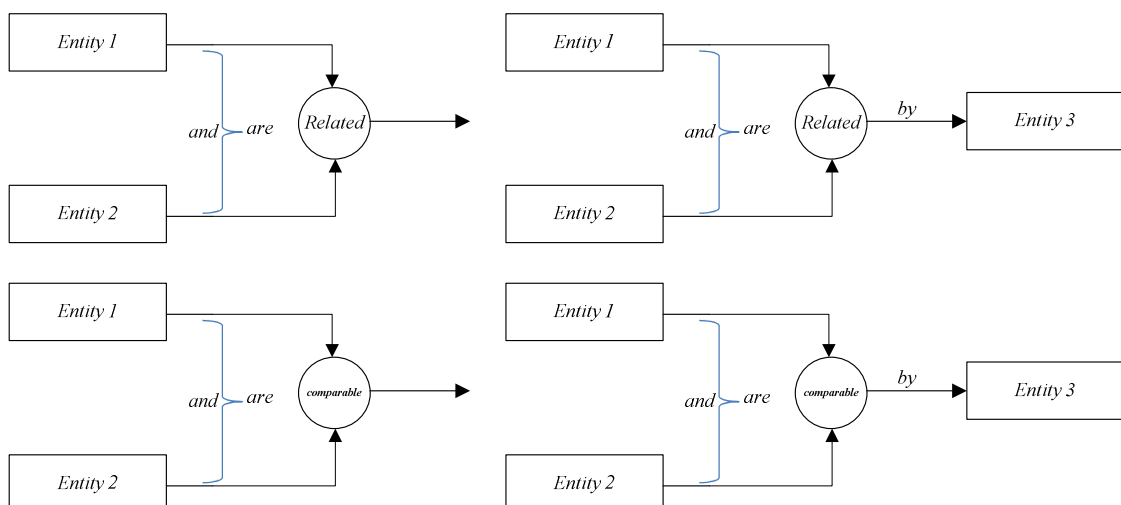 Entity 1
and
are
Related
Entity 2
Entity 1
and
are
Related
by
Entity 3
Entity 2
Entity 1
and
are
comparable
Entity 2
Entity 1
and
are
comparable
by
Entity 3
Entity 2